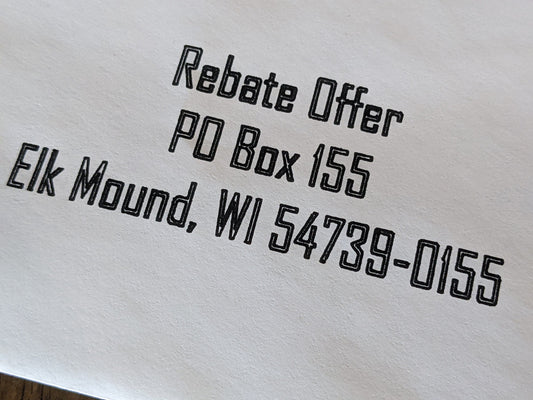 Rebate Offer
PO Box 155
Elk Mound, WI 54739-0155